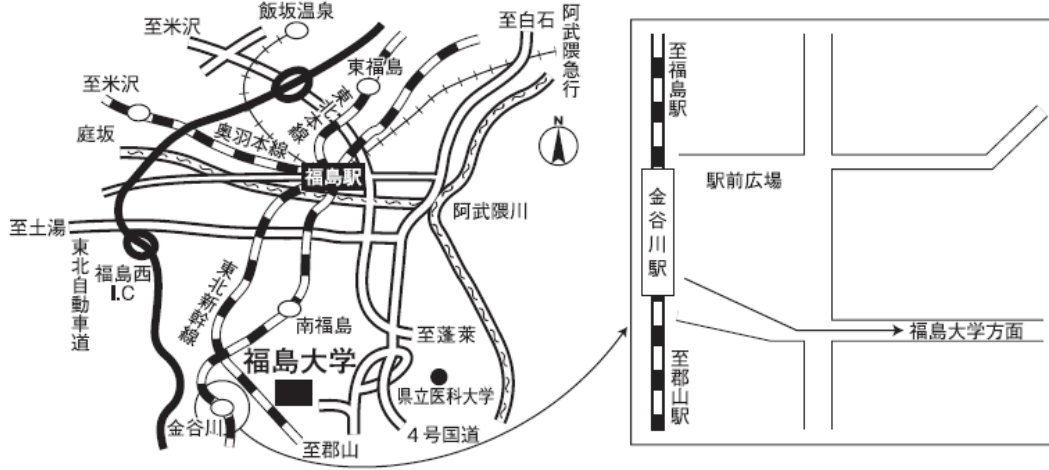 飯坂温泉
至米沢
至白石
阿武隈急行
至米沢
東福島
東北本線
庭坂
奥羽本線
N
福島駅
阿武隈川
至土湯
東北自動車道
福島西
I.C
東北新幹線
南福島
至蓬莱
福島大学
県立医科大学
金谷川
至郡山
4号国道
至福島駅
駅前広場
金谷川駅
福島大学方面
至郡山駅